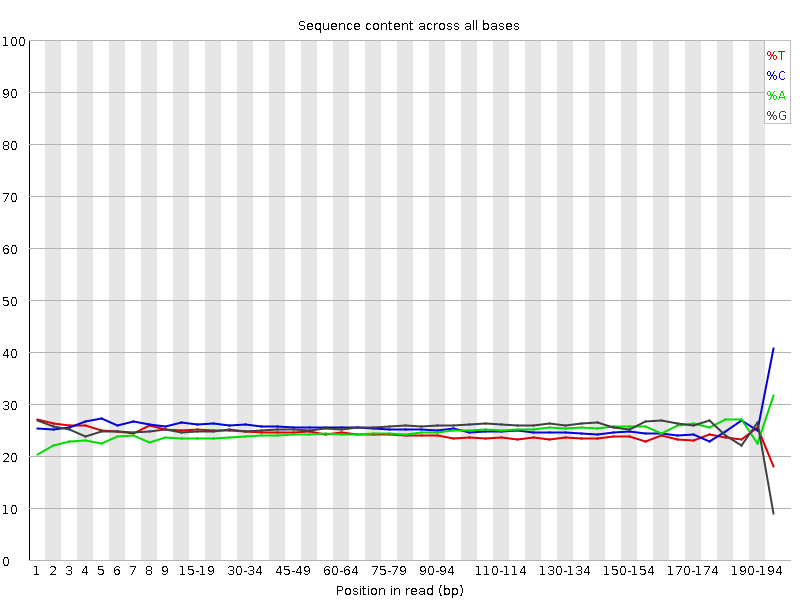 Sequence content across all bases
100
90
80
70
60
50
40
30
20
10
0
%T
%C
%A
%G
1 2 3 4 5 6 7 8 9 15-19 30-34 45-49 60-64 75-79 90-94 110-114 130-134 150-154 170-174 190-194
Position in read (bp)